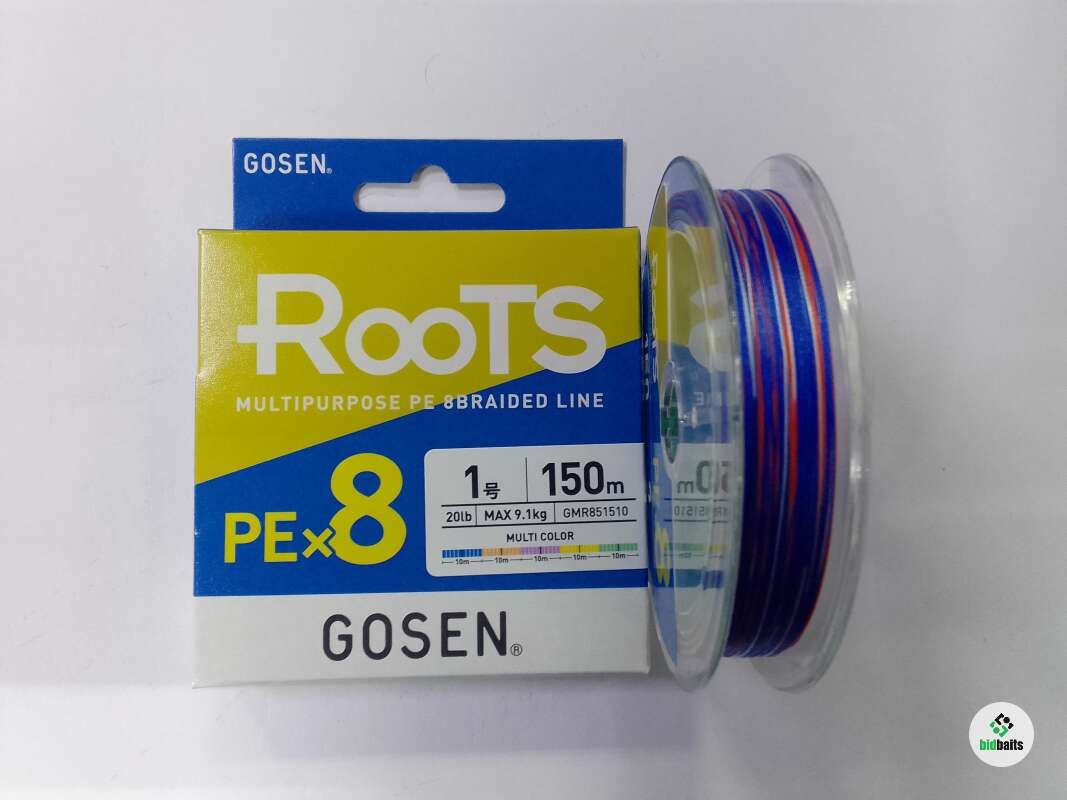 GOSEN®
RooTS
MULTIPURPOSE PE 8BRAIDED LINE
PE×8
1号 150m
20lb MAX 9.1kg GMR851510
MULTI COLOR
10m 10m 10m 10m 10m
GOSEN®
bidbaits